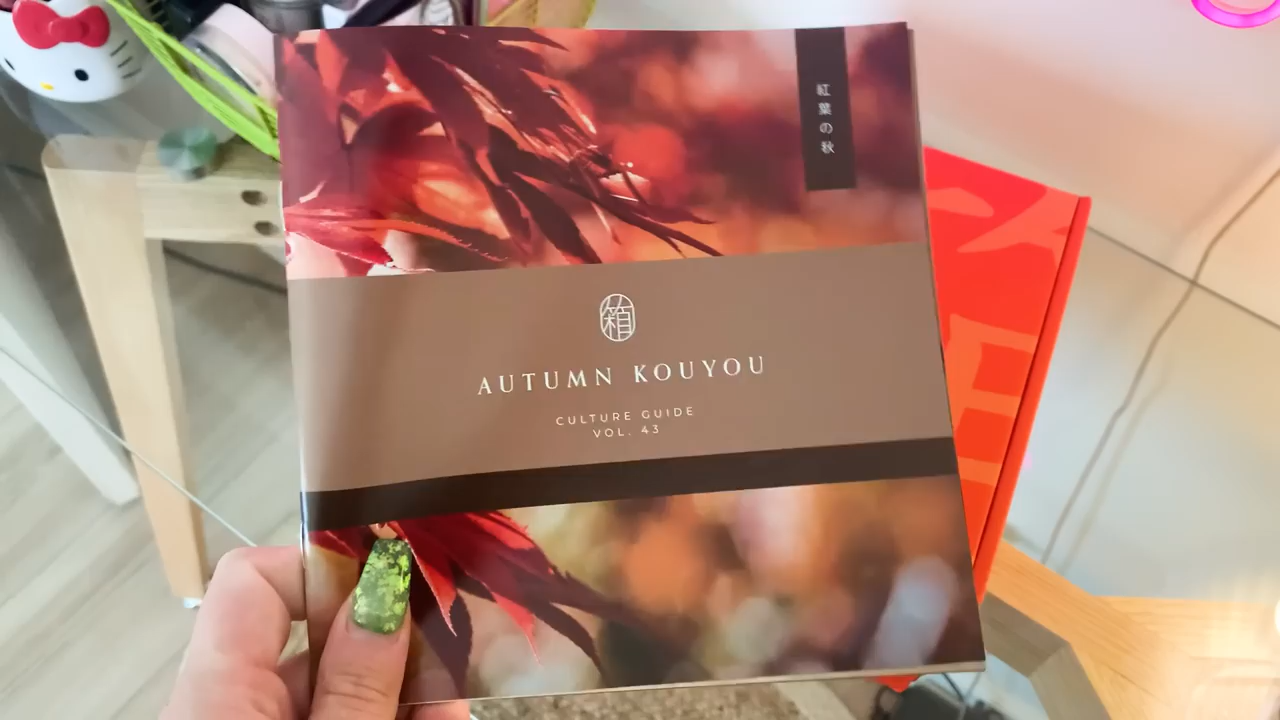 紅葉の秋
箱
AUTUMN KOUYOU
CULTURE GUIDE
VOL. 43